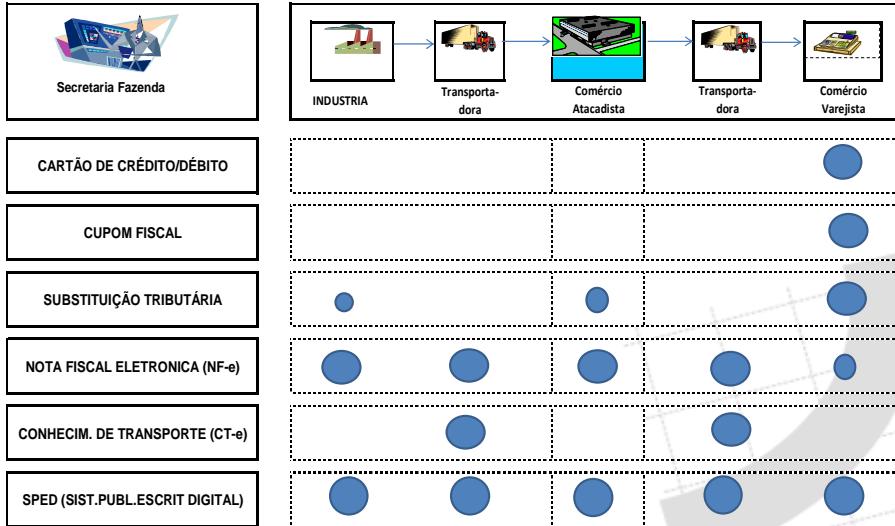 Secretaria Fazenda
INDUSTRIA
Transporta-
dora
Comércio
Atacadista
Transporta-
dora
Comércio
Varejista
CARTÃO DE CRÉDITO/DÉBITO
CUPOM FISCAL
SUBSTITUIÇÃO TRIBUTÁRIA
NOTA FISCAL ELETRONICA (NF-e)
CONHECIM. DE TRANSPORTE (CT-e)
SPED (SIST.PUBL.ESCRIT DIGITAL)